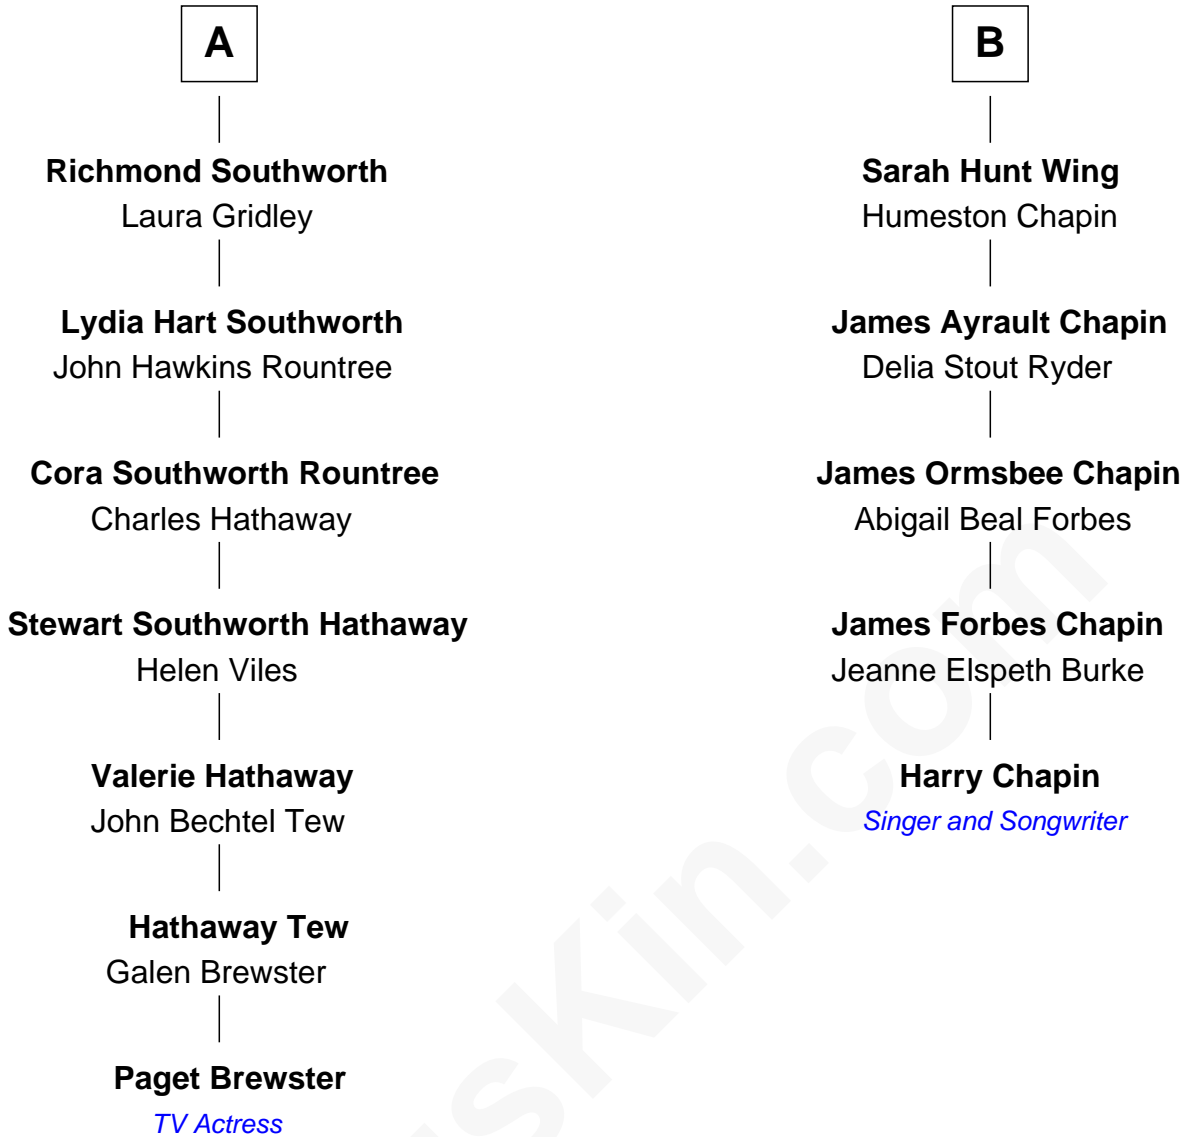 A
Richmond Southworth
Laura Gridley
Lydia Hart Southworth
John Hawkins Rountree
Cora Southworth Rountree
Charles Hathaway
Stewart Southworth Hathaway
Helen Viles
Valerie Hathaway
John Bechtel Tew
Hathaway Tew
Galen Brewster
Paget Brewster
TV Actress
B
Sarah Hunt Wing
Humeston Chapin
James Ayrault Chapin
Delia Stout Ryder
James Ormsbee Chapin
Abigail Beal Forbes
James Forbes Chapin
Jeanne Elspeth Burke
Harry Chapin
Singer and Songwriter
sKin.com